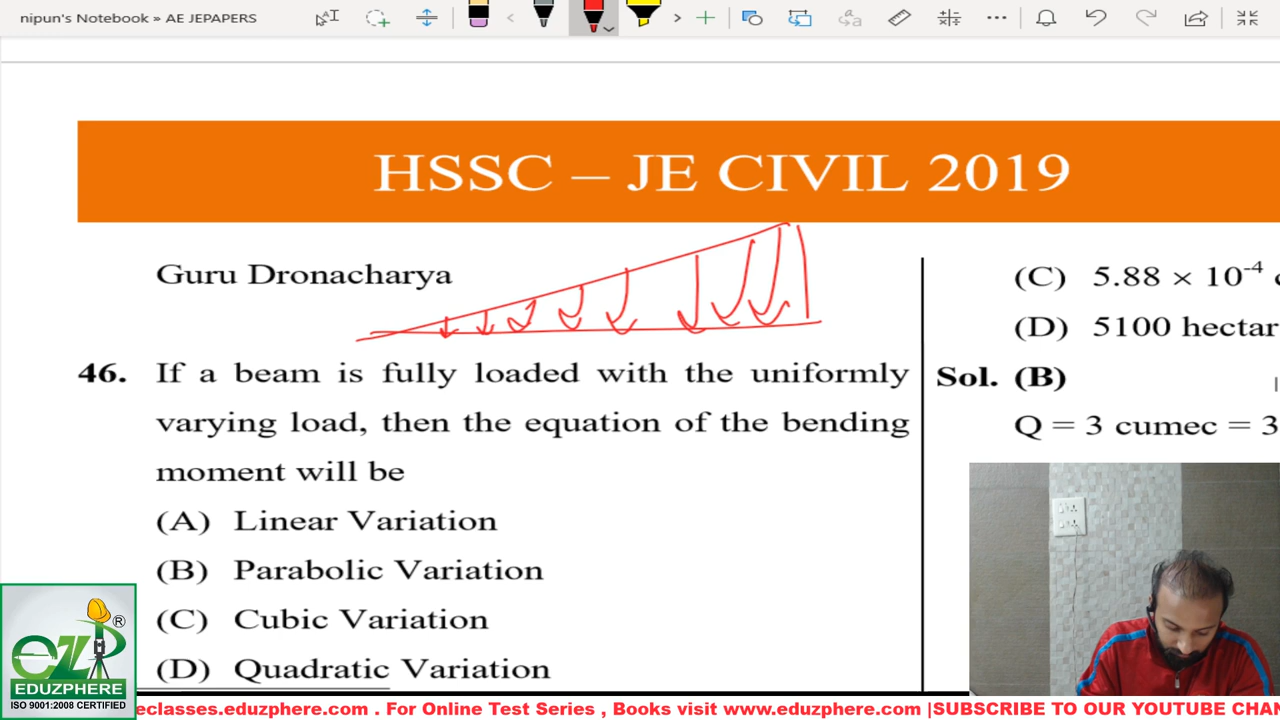 nipun's Notebook » AE JEPAPERS
HSSC – JE CIVIL 2019
Guru Dronacharya
46. If a beam is fully loaded with the uniformly
varying load, then the equation of the bending
moment will be
(A) Linear Variation
(B) Parabolic Variation
(C) Cubic Variation
(D) Quadratic Variation
(C) 5.88 × 10⁻⁴
(D) 5100 hectar
Sol. (B)
Q = 3 cumec = 3
EZP ®
EDUZPHERE
ISO 9001:2008 CERTIFIED
eclasses.eduzphere.com . For Online Test Series , Books visit www.eduzphere.com |SUBSCRIBE TO OUR YOUTUBE CHAN